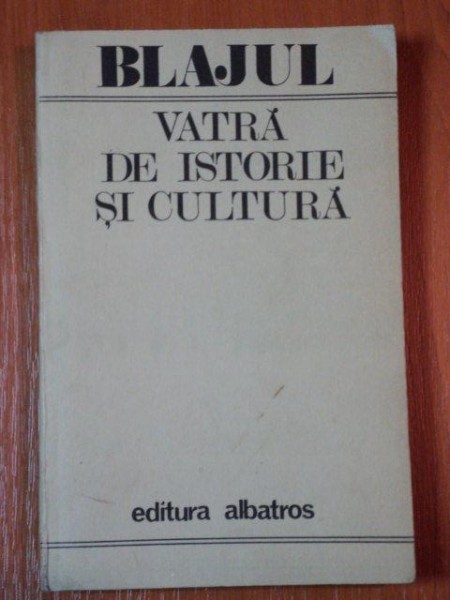 BLAJUL
VATRĂ
DE ISTORIE
ȘI CULTURĂ
editura albatros